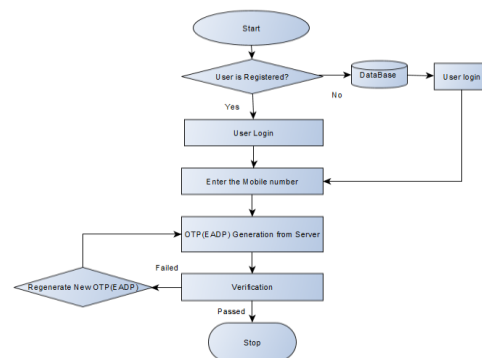 Start
User is Registered?
DataBase
User login
No
Yes
User Login
Enter the Mobile number
OTP(EADP) Generation from Server
Failed
Regenerate New OTP(EADP)
Verification
Passed
Stop